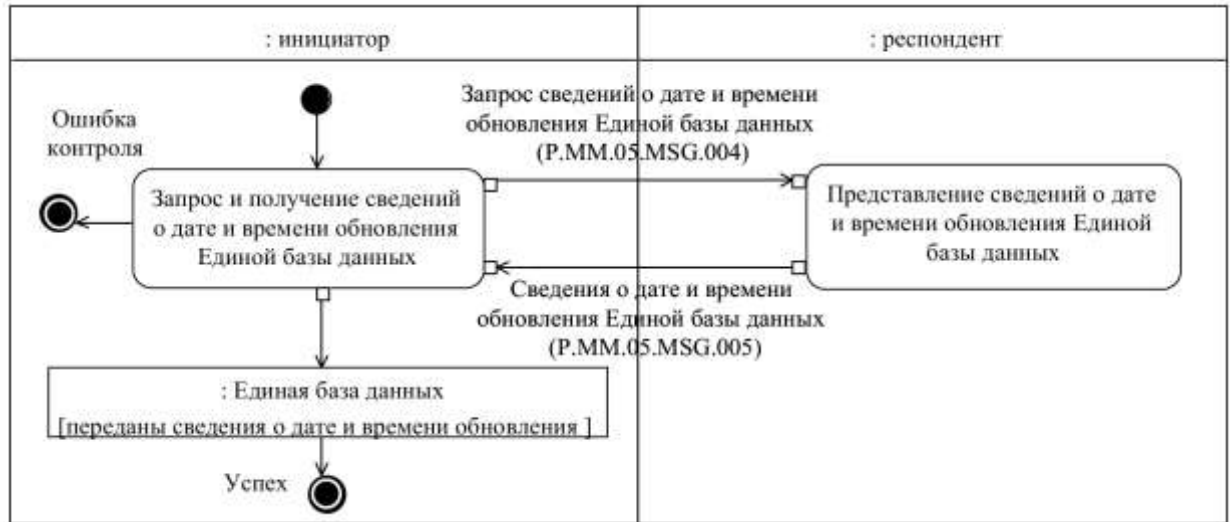 : инициатор
: респондент
Запрос сведений о дате и времени
обновления Единой базы данных
(P.MM.05.MSG.004)
Ошибка
контроля
Запрос и получение сведений
о дате и времени обновления
Единой базы данных
Представление сведений о дате
и времени обновления Единой
базы данных
Сведения о дате и времени
обновления Единой базы данных
(P.MM.05.MSG.005)
: Единая база данных
[переданы сведения о дате и времени обновления ]
Успех